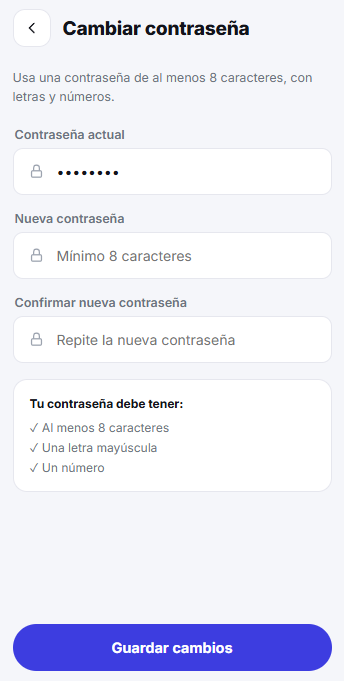 Cambiar contraseña
Usa una contraseña de al menos 8 caracteres, con
letras y números.
Contraseña actual
••••••••
Nueva contraseña
Mínimo 8 caracteres
Confirmar nueva contraseña
Repite la nueva contraseña
Tu contraseña debe tener:
✓ Al menos 8 caracteres
✓ Una letra mayúscula
✓ Un número
Guardar cambios